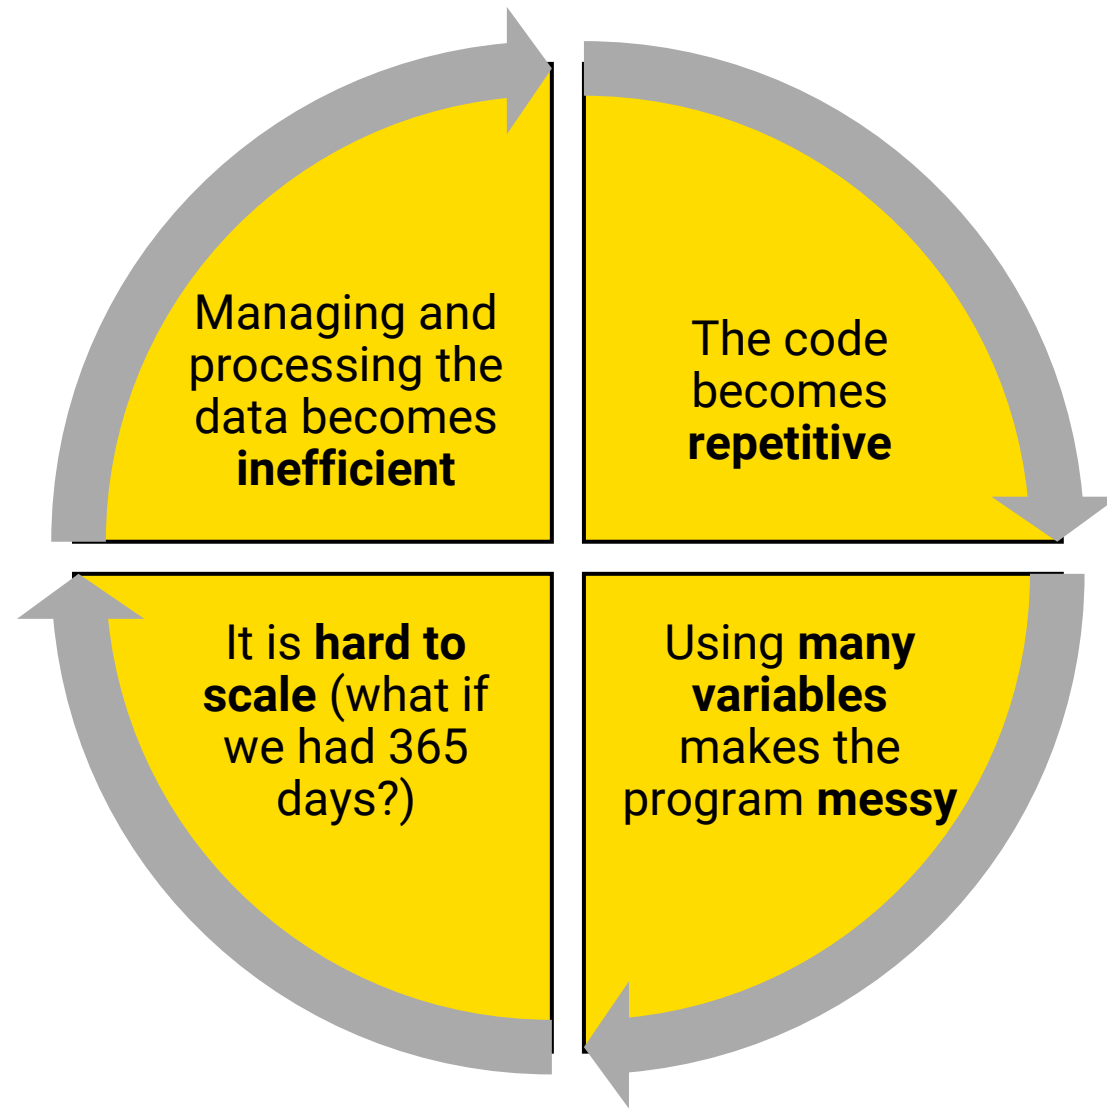 Managing and
processing the
data becomes
inefficient
The code
becomes
repetitive
It is hard to
scale (what if
we had 365
days?)
Using many
variables
makes the
program messy